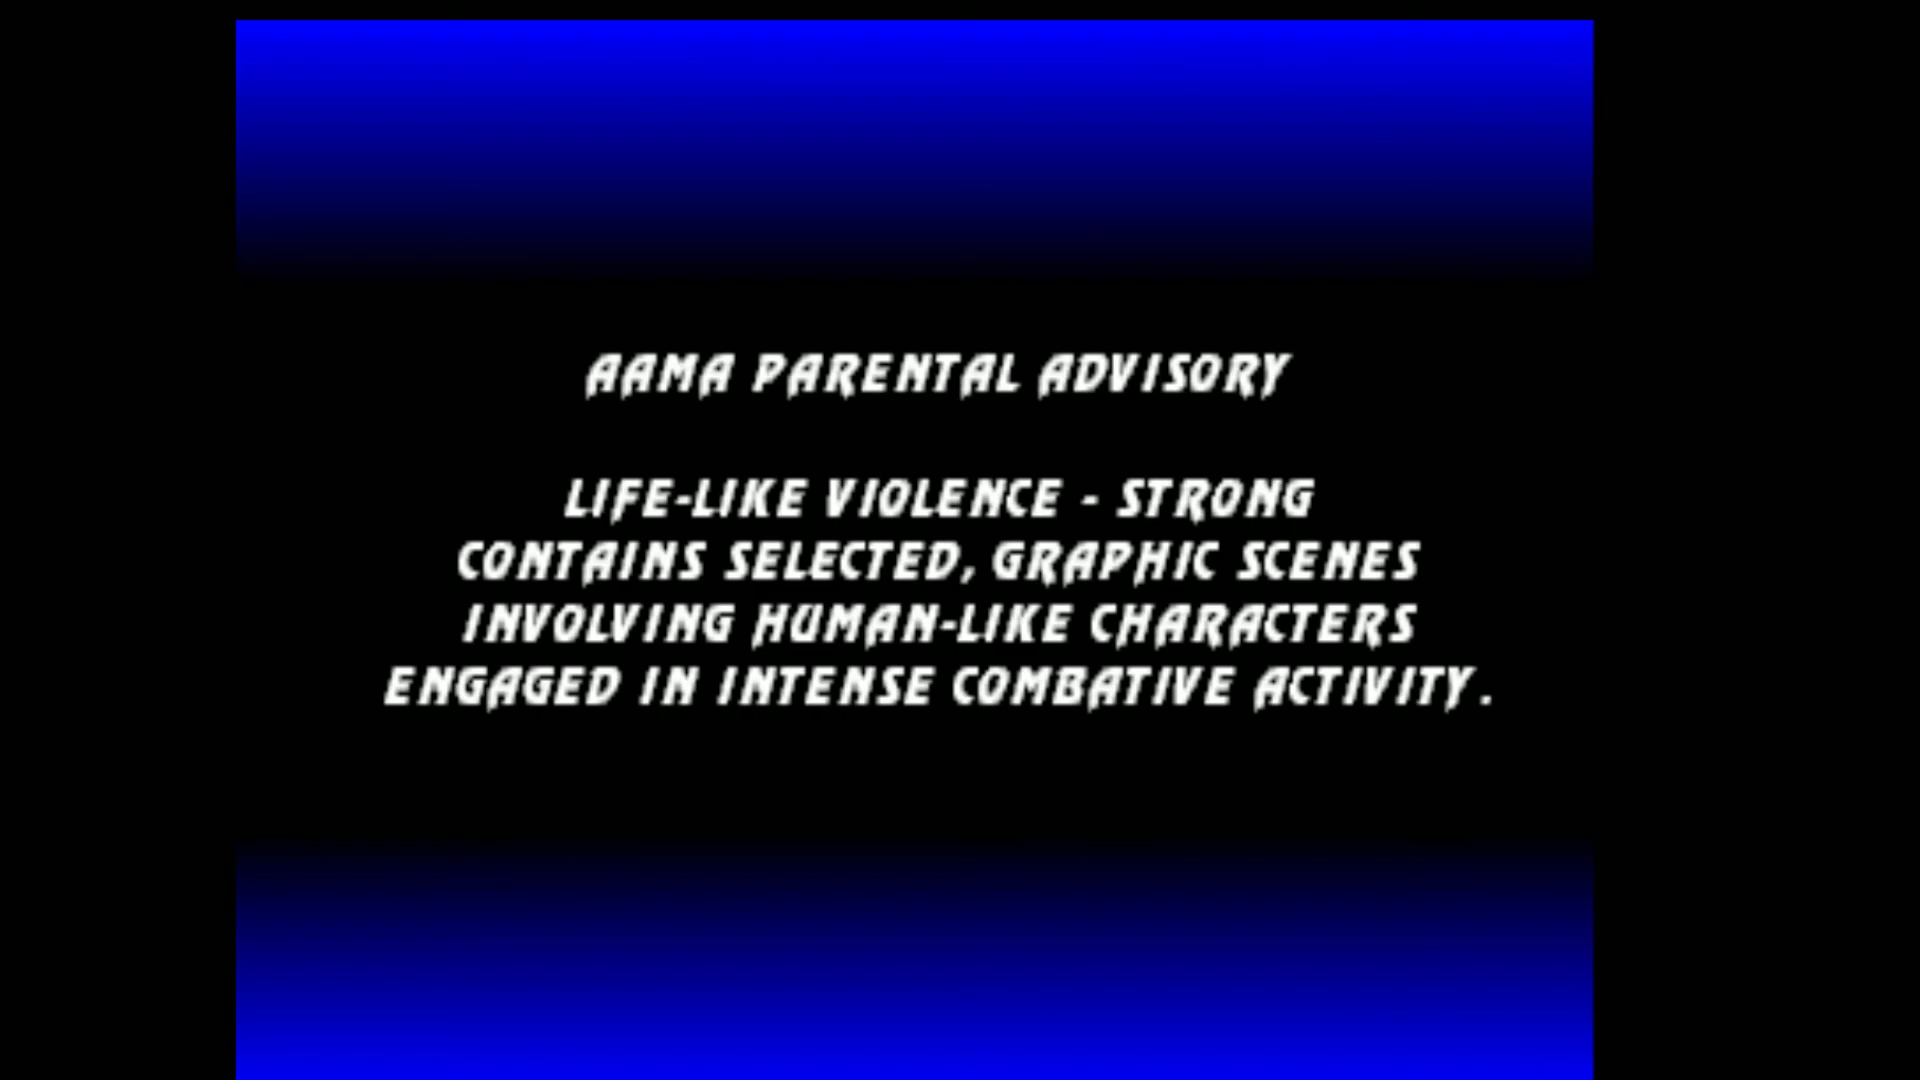 AAMA PARENTAL ADVISORY
LIFE-LIKE VIOLENCE - STRONG
CONTAINS SELECTED, GRAPHIC SCENES
INVOLVING HUMAN-LIKE CHARACTERS
ENGAGED IN INTENSE COMBATIVE ACTIVITY.